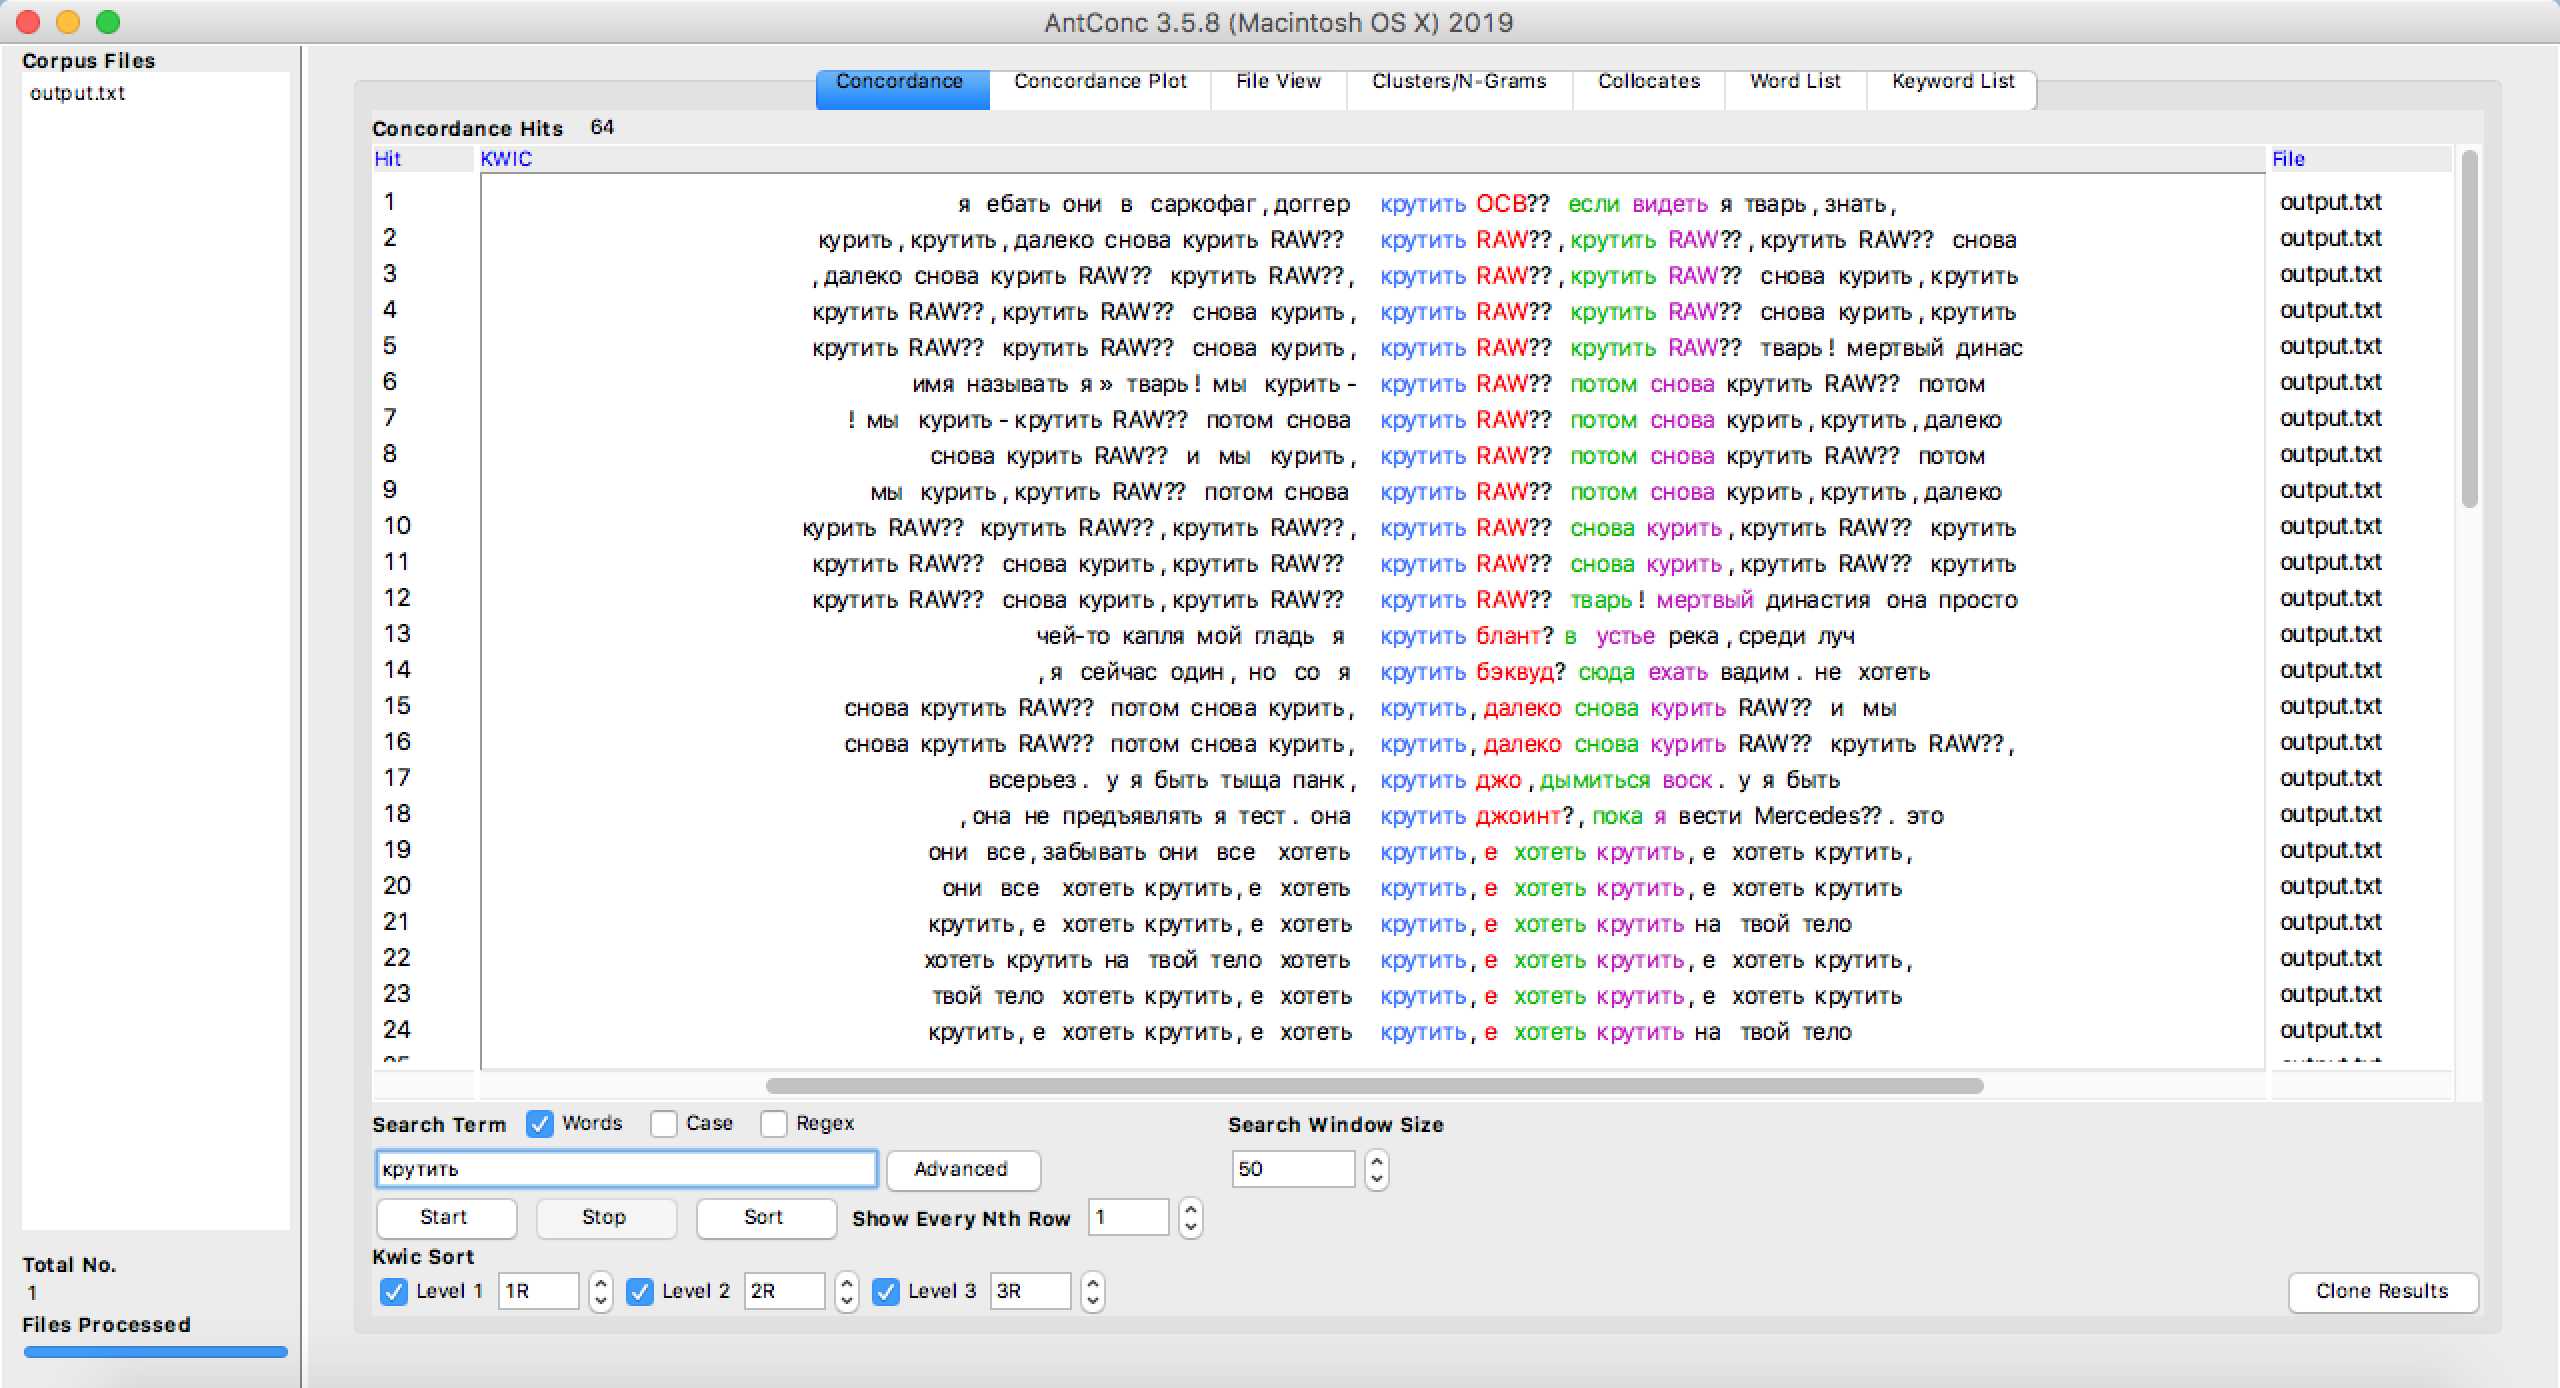 AntConc 3.5.8 (Macintosh OS X) 2019
Corpus Files
output.txt
Concordance Concordance Plot File View Clusters/N-Grams Collocates Word List Keyword List
Concordance Hits 64
Hit KWIC File
1 я ебать они в саркофаг,доггер крутить ОСВ?? если видеть я тварь,знать, output.txt
2 курить,крутить,далеко снова курить RAW?? крутить RAW??,крутить RAW??,крутить RAW?? снова output.txt
3 ,далеко снова курить RAW?? крутить RAW??, крутить RAW??,крутить RAW?? снова курить,крутить output.txt
4 крутить RAW??,крутить RAW?? снова курить, крутить RAW?? крутить RAW?? снова курить,крутить output.txt
5 крутить RAW?? крутить RAW?? снова курить, крутить RAW?? крутить RAW?? тварь! мертвый динас output.txt
6 имя называть я» тварь! мы курить- крутить RAW?? потом снова крутить RAW?? потом output.txt
7 ! мы курить-крутить RAW?? потом снова крутить RAW?? потом снова курить,крутить,далеко output.txt
8 снова курить RAW?? и мы курить, крутить RAW?? потом снова крутить RAW?? потом output.txt
9 мы курить,крутить RAW?? потом снова крутить RAW?? потом снова курить,крутить,далеко output.txt
10 курить RAW?? крутить RAW??,крутить RAW??, крутить RAW?? снова курить,крутить RAW?? крутить output.txt
11 крутить RAW?? снова курить,крутить RAW?? крутить RAW?? снова курить,крутить RAW?? крутить output.txt
12 крутить RAW?? снова курить,крутить RAW?? крутить RAW?? тварь! мертвый династия она просто output.txt
13 чей-то капля мой гладь я крутить блант? в устье река,среди луч output.txt
14 ,я сейчас один, но со я крутить бэквуд? сюда ехать вадим. не хотеть output.txt
15 снова крутить RAW?? потом снова курить, крутить,далеко снова курить RAW?? и мы output.txt
16 снова крутить RAW?? потом снова курить, крутить,далеко снова курить RAW?? крутить RAW??, output.txt
17 всерьез. у я быть тыща панк, крутить джо,дымиться воск. у я быть output.txt
18 ,она не предъявлять я тест. она крутить джоинт?,пока я вести Mercedes??. это output.txt
19 они все,забывать они все хотеть крутить,е хотеть крутить,е хотеть крутить, output.txt
20 они все хотеть крутить,е хотеть крутить,е хотеть крутить,е хотеть крутить output.txt
21 крутить,е хотеть крутить,е хотеть крутить,е хотеть крутить на твой тело output.txt
22 хотеть крутить на твой тело хотеть крутить,е хотеть крутить,е хотеть крутить, output.txt
23 твой тело хотеть крутить,е хотеть крутить,е хотеть крутить,е хотеть крутить output.txt
24 крутить,е хотеть крутить,е хотеть крутить,е хотеть крутить на твой тело output.txt
Search Term Words Case Regex Search Window Size
крутить Advanced 50
Start Stop Sort Show Every Nth Row 1
Kwic Sort
Level 1 1R Level 2 2R Level 3 3R Clone Results
Total No.
1
Files Processed